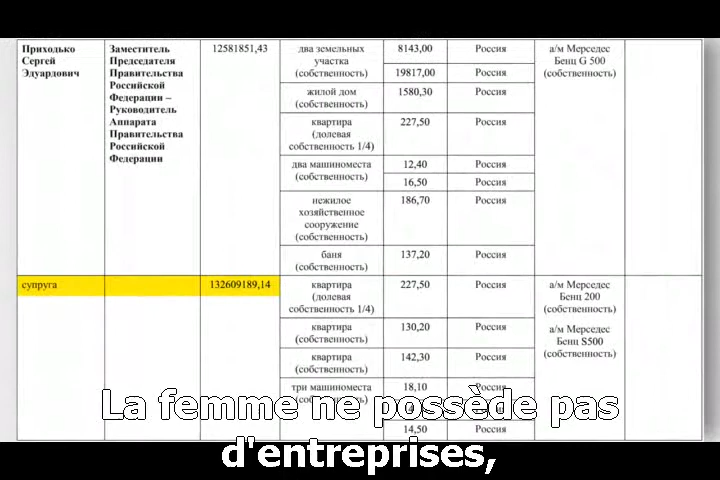 Приходько
Сергей
Эдуардович
Заместитель
Председателя
Правительства
Российской
Федерации –
Руководитель
Аппарата
Правительства
Российской
Федерации
12581851,43
два земельных
участка
(собственность)
8143,00
Россия
19817,00
Россия
жилой дом
(собственность)
1580,30
Россия
квартира
(долевая
собственность 1/4)
227,50
Россия
два машиноместа
(собственность)
12,40
Россия
16,50
Россия
нежилое
хозяйственное
сооружение
(собственность)
186,70
Россия
баня
(собственность)
137,20
Россия
а/м Мерседес
Бенц G 500
(собственность)
супруга
132609189,14
квартира
(долевая
собственность 1/4)
227,50
Россия
квартира
(собственность)
130,20
Россия
квартира
(собственность)
142,30
Россия
три машиноместа
18,10
Россия
14,50
Россия
а/м Мерседес
Бенц 200
(собственность)
а/м Мерседес
Бенц S500
(собственность)
La femme ne possède pas
d'entreprises,